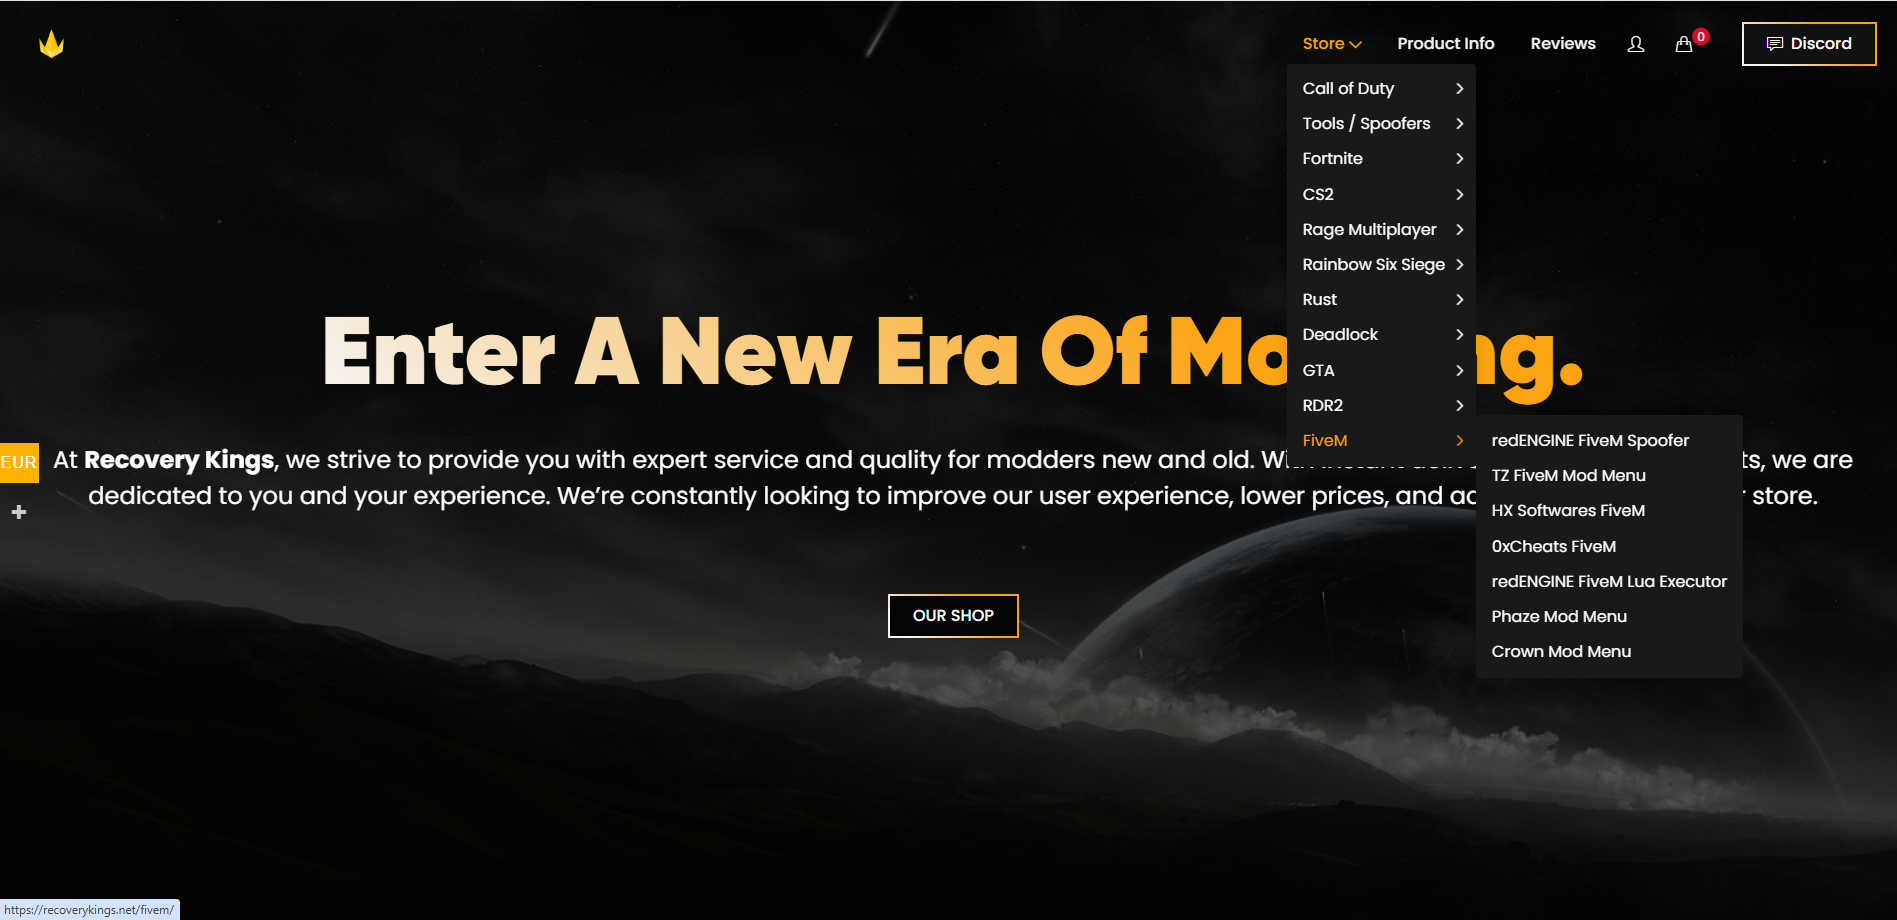 Store
Product Info
Reviews
0
Discord
Call of Duty
Tools / Spoofers
Fortnite
CS2
Rage Multiplayer
Rainbow Six Siege
Rust
Deadlock
GTA
RDR2
FiveM
redENGINE FiveM Spoofer
TZ FiveM Mod Menu
HX Softwares FiveM
0xCheats FiveM
redENGINE FiveM Lua Executor
Phaze Mod Menu
Crown Mod Menu
Enter A New Era Of Mo ng.
EUR
+
At Recovery Kings, we strive to provide you with expert service and quality for modders new and old. With instant ts, we are
dedicated to you and your experience. We’re constantly looking to improve our user experience, lower prices, and store.
OUR SHOP
https://recoverykings.net/fivem/